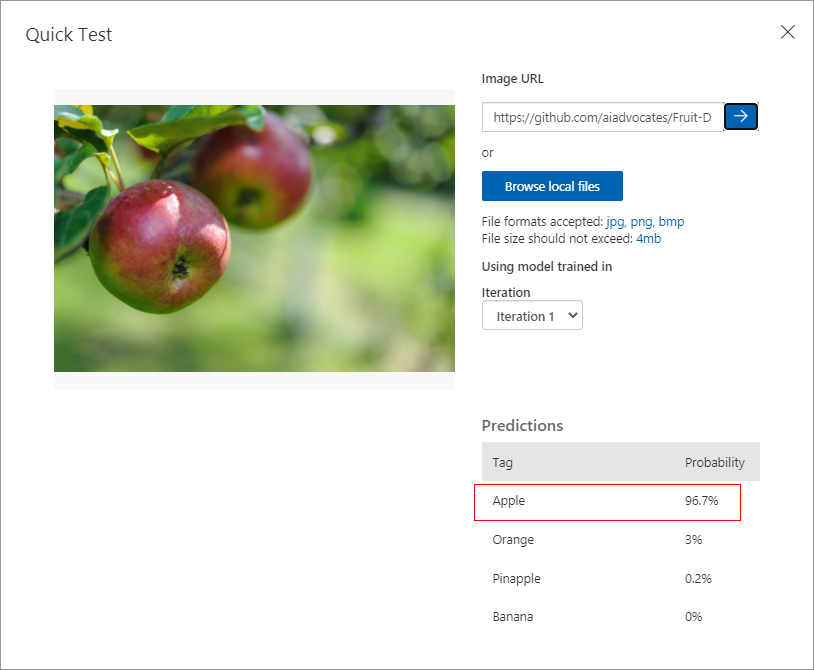 Quick Test
Image URL
https://github.com/aiadvocates/Fruit-D
or
Browse local files
File formats accepted: jpg, png, bmp
File size should not exceed: 4mb
Using model trained in
Iteration
Iteration 1
Predictions
Tag Probability
Apple 96.7%
Orange 3%
Pinapple 0.2%
Banana 0%